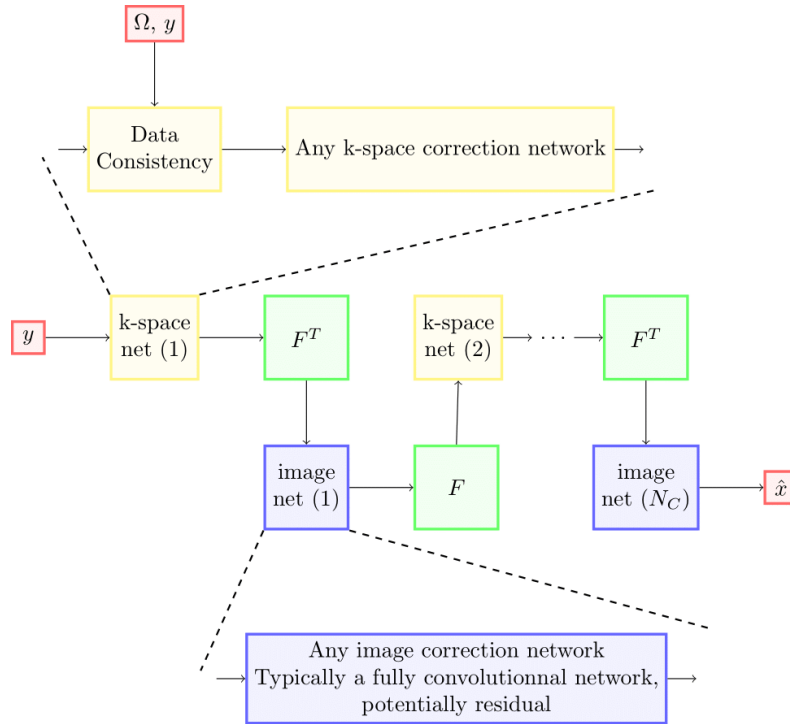 Ω, y
Data
Consistency
Any k-space correction network
y
k-space
net (1)
F^T
k-space
net (2)
···
F^T
image
net (1)
F
image
net (N_C)
x̂
Any image correction network
Typically a fully convolutionnal network,
potentially residual